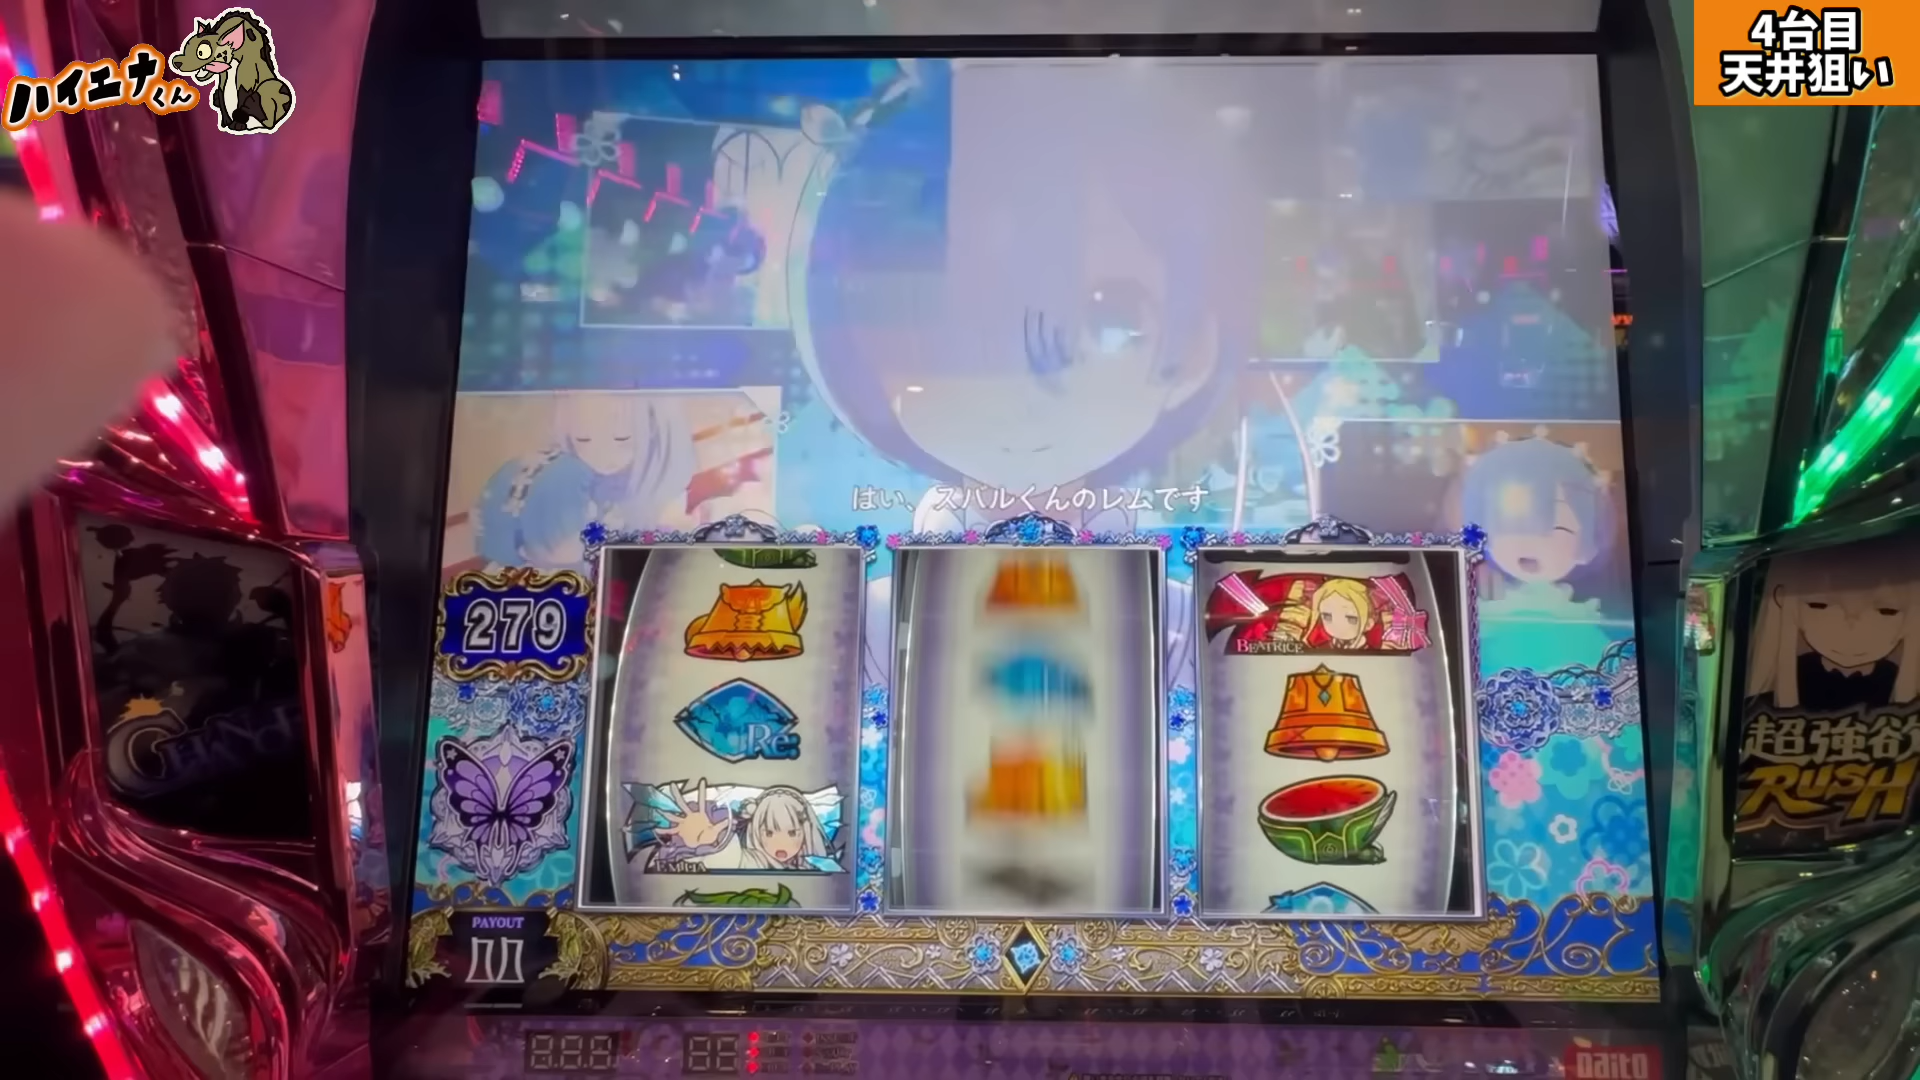 ハイエナくん
4台目
天井狙い
はい、スバルくんのレムです
279
BEATRICE
Re:
EMILIA
超強欲
RUSH
PAYOUT
Daito